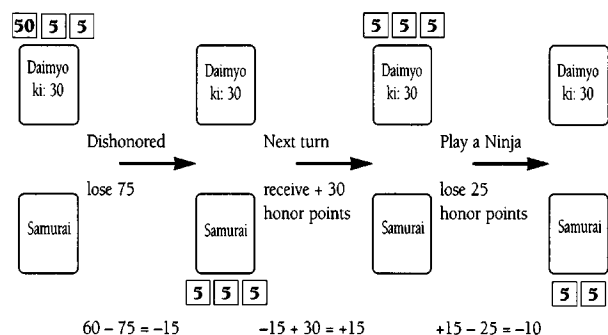 50 5 5
5 5 5
Daimyo
ki: 30
Daimyo
ki: 30
Daimyo
ki: 30
Daimyo
ki: 30
Dishonored
Next turn
Play a Ninja
lose 75
receive + 30
honor points
lose 25
honor points
Samurai
Samurai
Samurai
Samurai
5 5 5
5 5
60 – 75 = –15
–15 + 30 = +15
+15 – 25 = –10